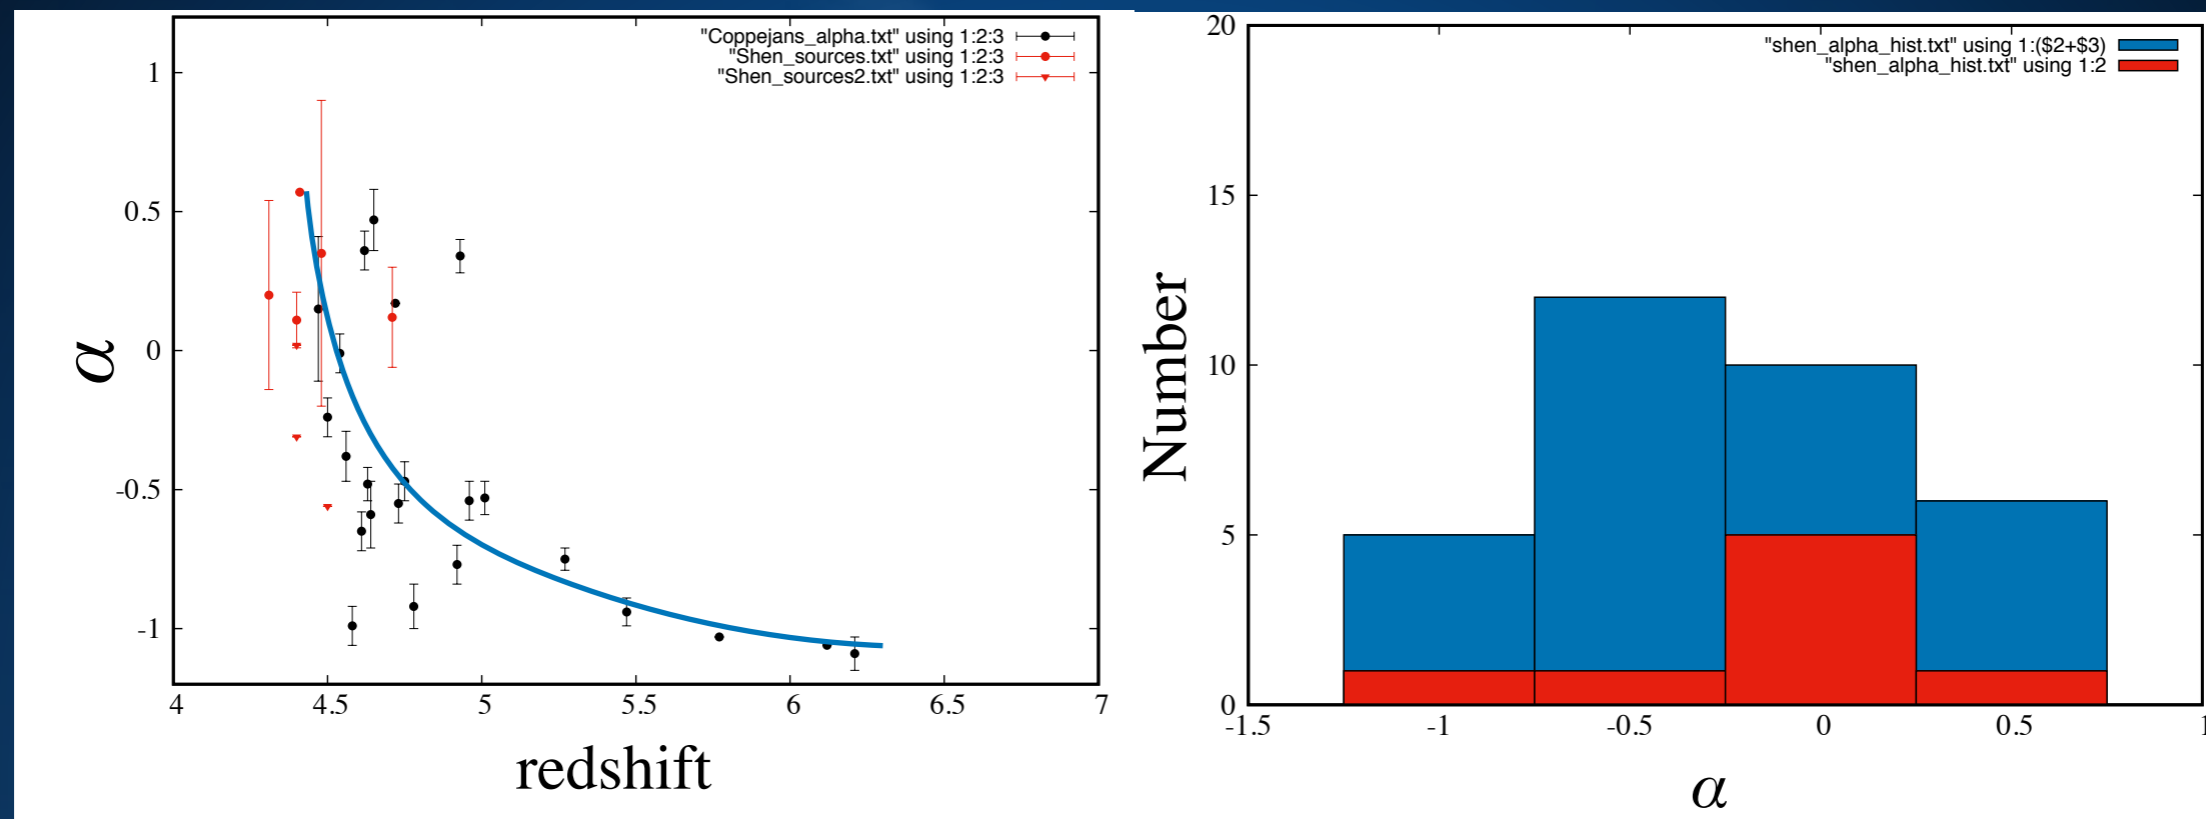 "Coppejans_alpha.txt" using 1:2:3
"Shen_sources.txt" using 1:2:3
"Shen_sources2.txt" using 1:2:3
1
0.5
0
-0.5
-1
α
4 4.5 5 5.5 6 6.5 7
redshift
"shen_alpha_hist.txt" using 1:($2+$3)
"shen_alpha_hist.txt" using 1:2
20
15
10
5
0
Number
-1.5 -1 -0.5 0 0.5 1
α